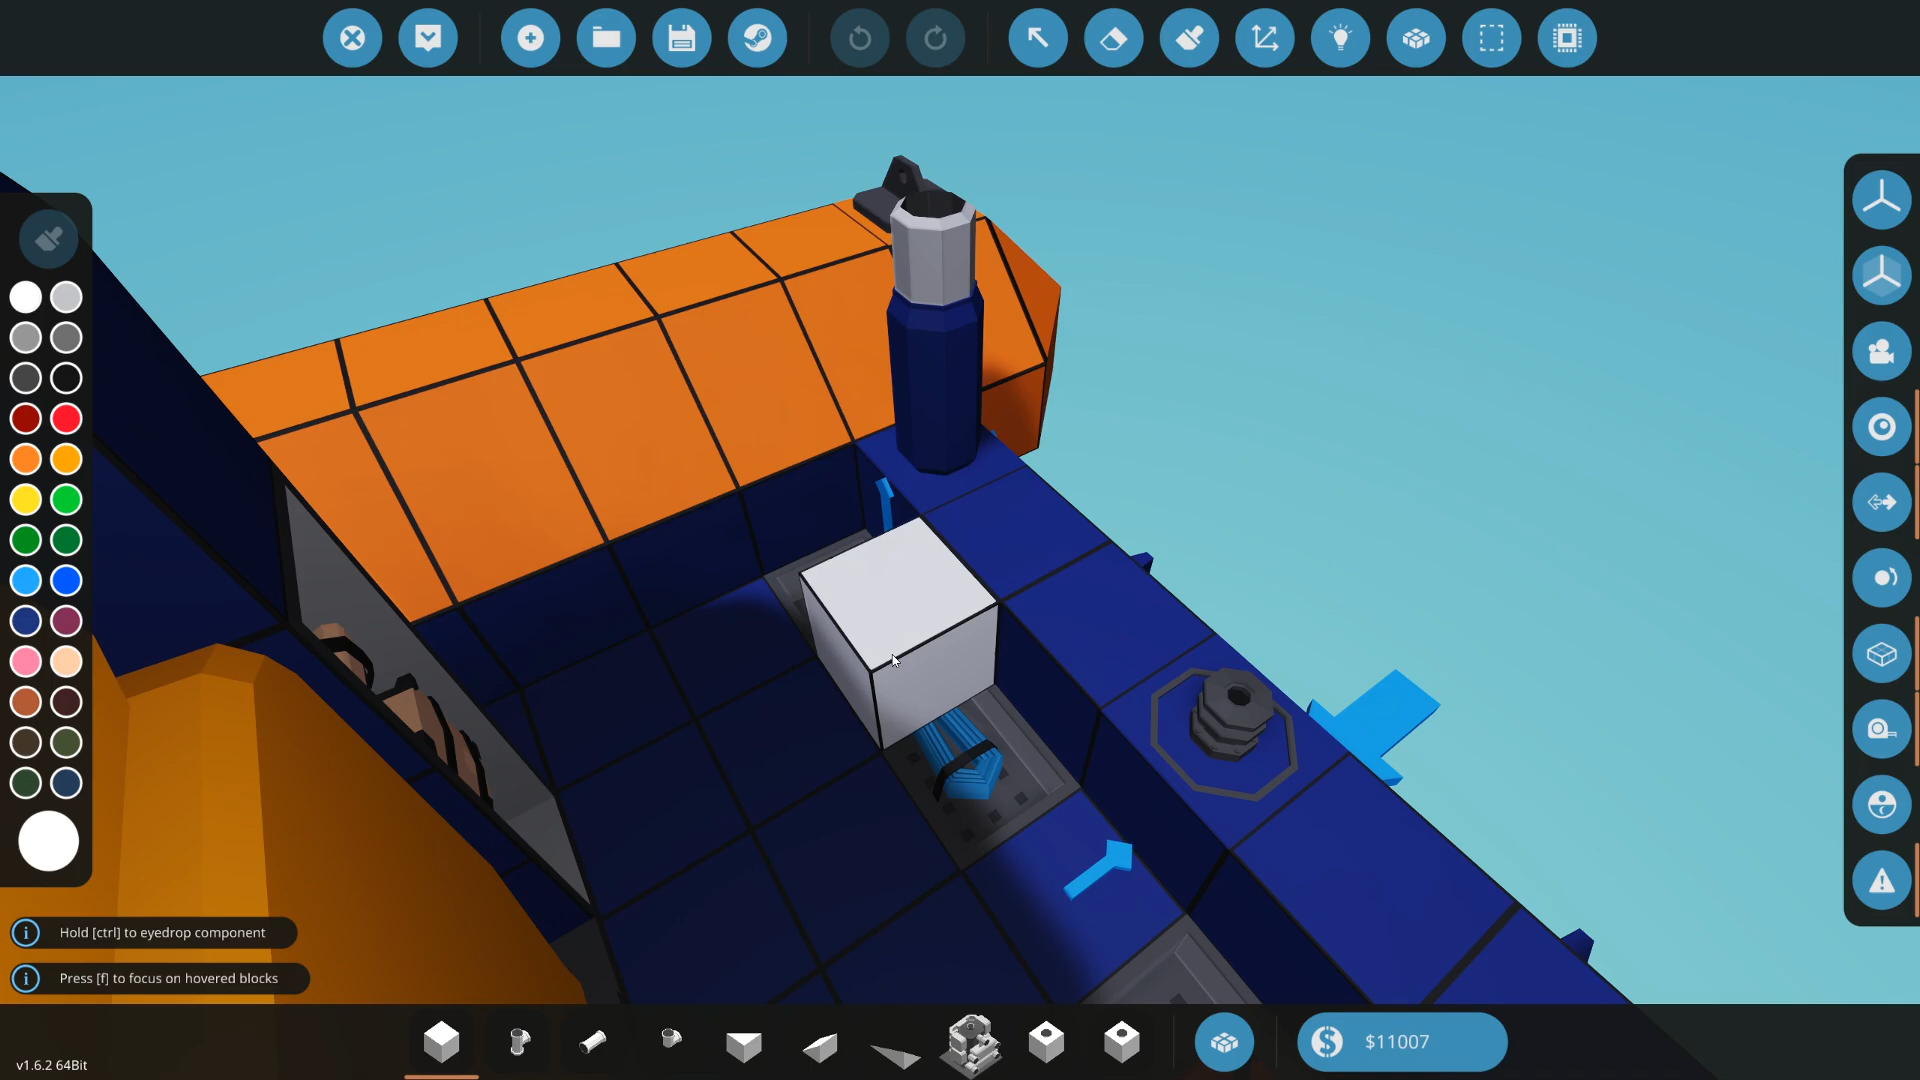 Hold [ctrl] to eyedrop component
Press [f] to focus on hovered blocks
v1.6.2 64Bit
$11007